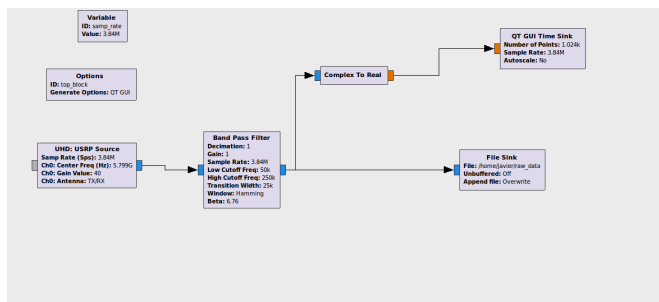 Variable
ID: samp_rate
Value: 3.84M
Options
ID: top_block
Generate Options: QT GUI
UHD: USRP Source
Samp Rate (Sps): 3.84M
Ch0: Center Freq (Hz): 5.799G
Ch0: Gain Value: 40
Ch0: Antenna: TX/RX
Band Pass Filter
Decimation: 1
Gain: 1
Sample Rate: 3.84M
Low Cutoff Freq: 50k
High Cutoff Freq: 250k
Transition Width: 25k
Window: Hamming
Beta: 6.76
Complex To Real
QT GUI Time Sink
Number of Points: 1.024k
Sample Rate: 3.84M
Autoscale: No
File Sink
File: /home/javier/raw_data
Unbuffered: Off
Append file: Overwrite